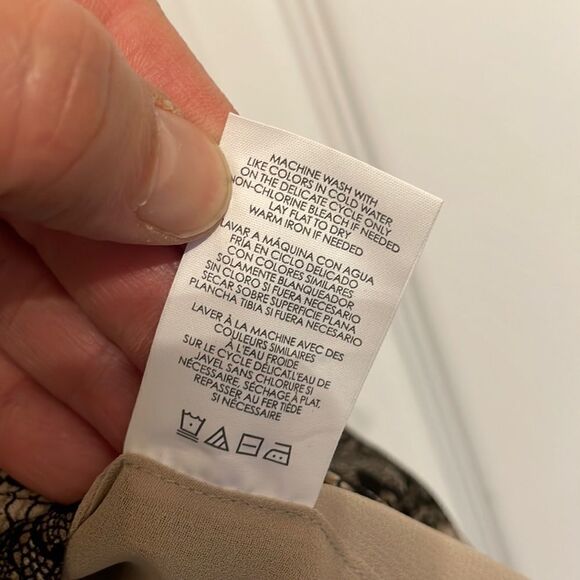 MACHINE WASH WITH
LIKE COLORS IN COLD WATER
ON THE DELICATE CYCLE ONLY
NON-CHLORINE BLEACH IF NEEDED
LAY FLAT TO DRY
WARM IRON IF NEEDED
LAVAR A MÁQUINA CON AGUA
FRÍA EN CICLO DELICADO
CON COLORES SIMILARES
SOLAMENTE BLANQUEADOR
SIN CLORO SI FUERA NECESARIO
SECAR SOBRE SUPERFICIE PLANA
PLANCHA TIBIA SI FUERA NECESARIO
LAVER À LA MACHINE AVEC DES
COULEURS SIMILAIRES
À L'EAU FROIDE
SUR LE CYCLE DÉLICAT.L'EAU DE
JAVEL SANS CHLORURE SI
NÉCESSAIRE, SÉCHAGE À PLAT,
REPASSER AU FER TIÈDE
SI NÉCESSAIRE